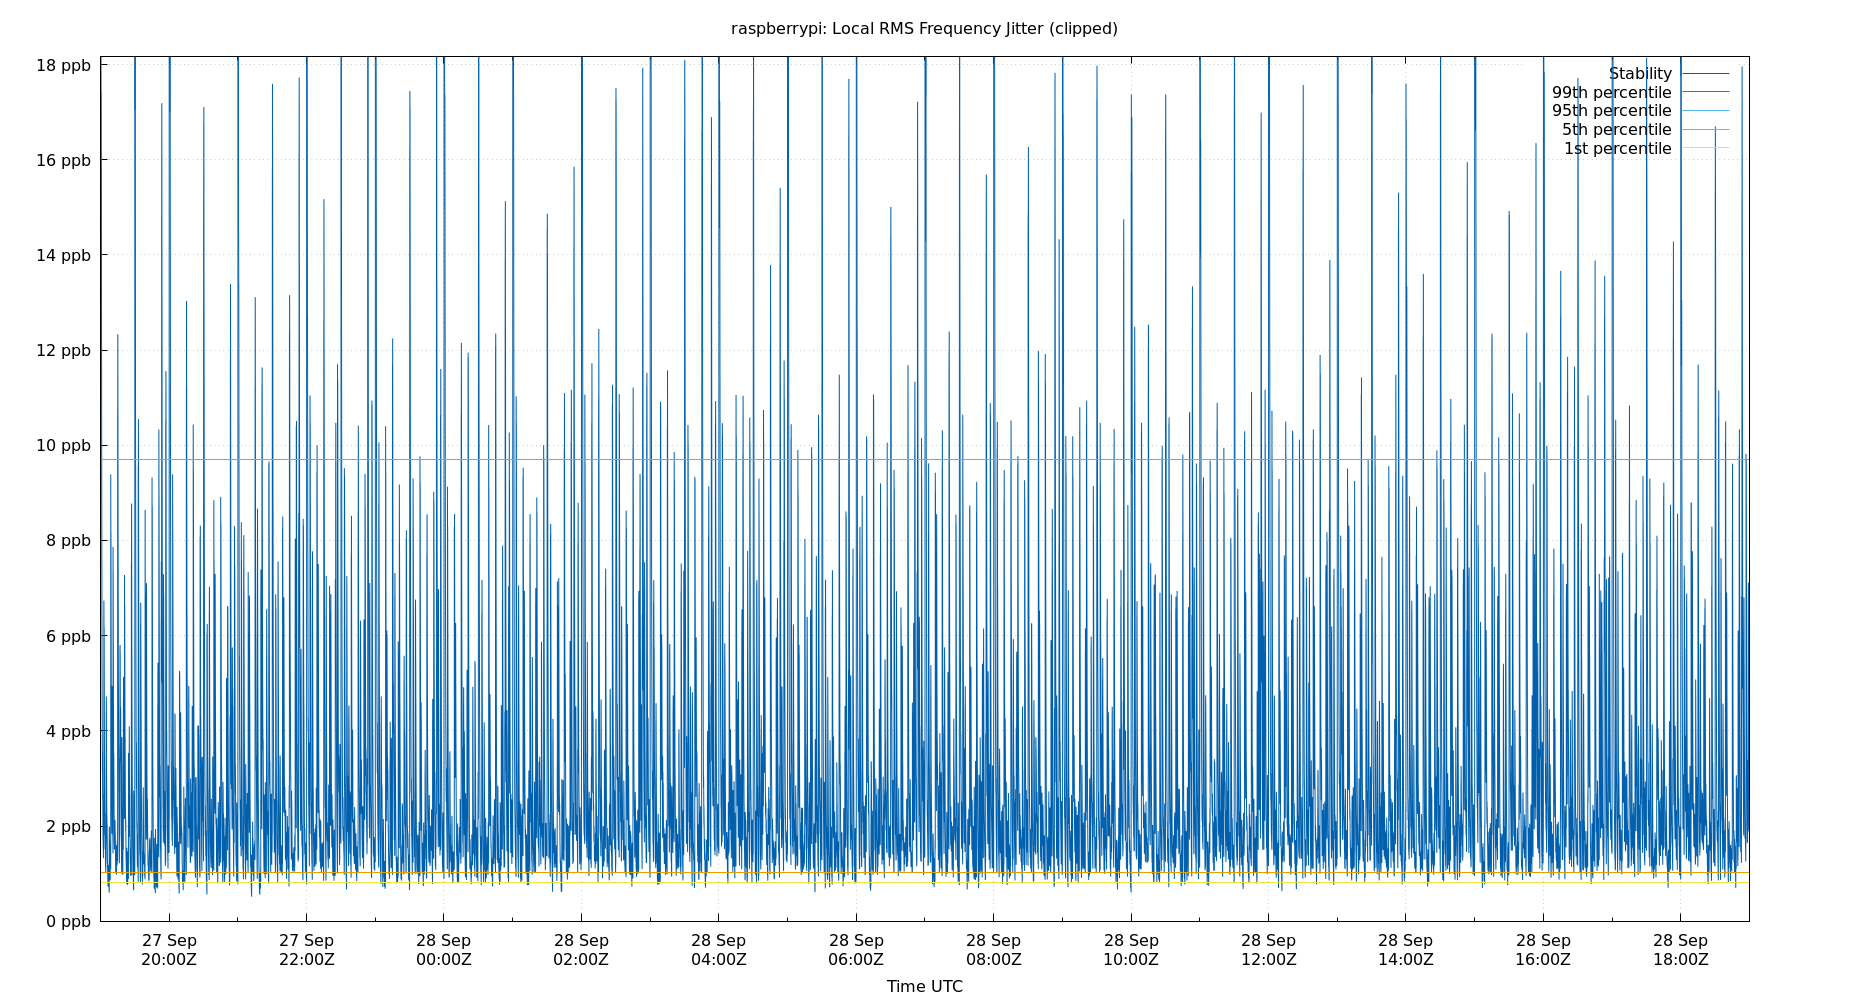 raspberrypi: Local RMS Frequency Jitter (clipped)
18 ppb
16 ppb
14 ppb
12 ppb
10 ppb
8 ppb
6 ppb
4 ppb
2 ppb
0 ppb
Stability
99th percentile
95th percentile
5th percentile
1st percentile
27 Sep 27 Sep 28 Sep 28 Sep 28 Sep 28 Sep 28 Sep 28 Sep 28 Sep 28 Sep 28 Sep 28 Sep
20:00Z 22:00Z 00:00Z 02:00Z 04:00Z 06:00Z 08:00Z 10:00Z 12:00Z 14:00Z 16:00Z 18:00Z
Time UTC